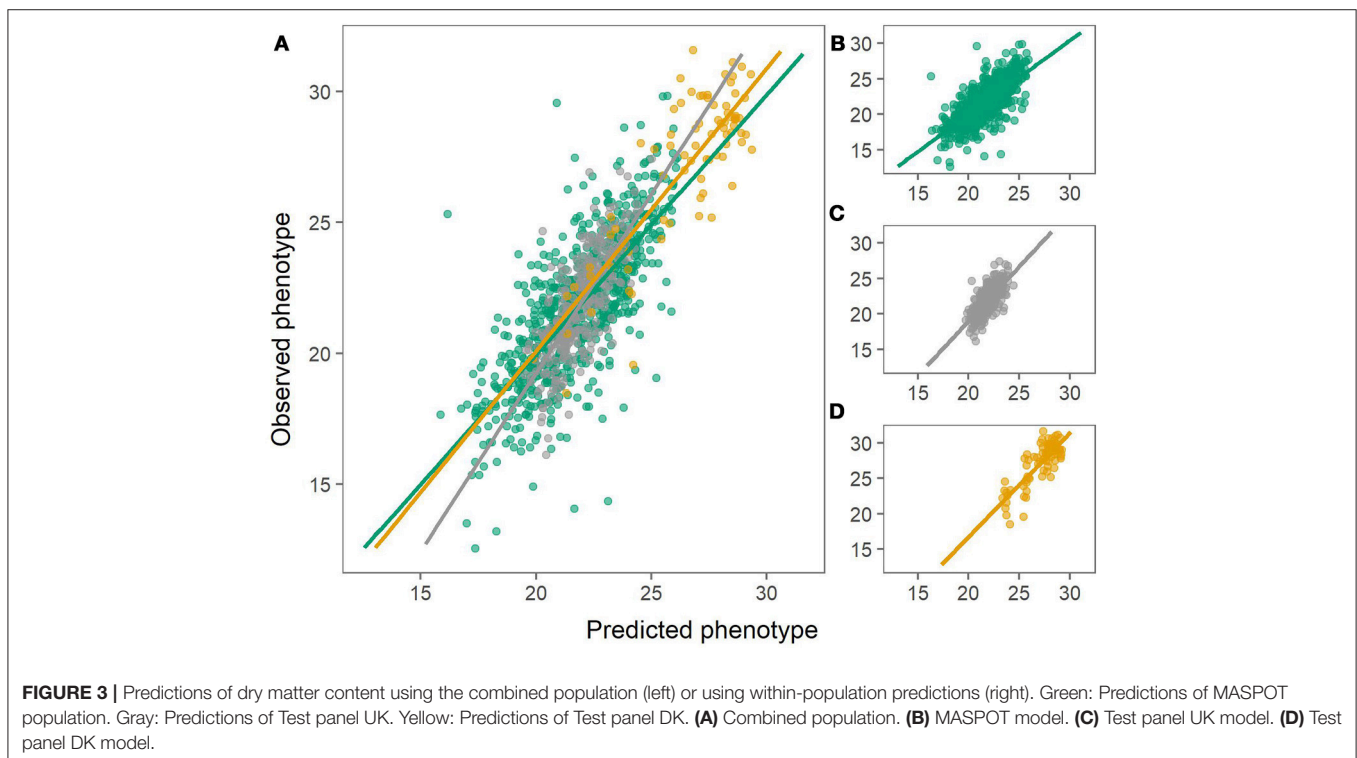 A
Observed phenotype
30
25
20
15
15 20 25 30
Predicted phenotype
B
30
25
20
15
15 20 25 30
C
30
25
20
15
15 20 25 30
D
30
25
20
15
15 20 25 30
FIGURE 3 | Predictions of dry matter content using the combined population (left) or using within-population predictions (right). Green: Predictions of MASPOT
population. Gray: Predictions of Test panel UK. Yellow: Predictions of Test panel DK. (A) Combined population. (B) MASPOT model. (C) Test panel UK model. (D) Test
panel DK model.